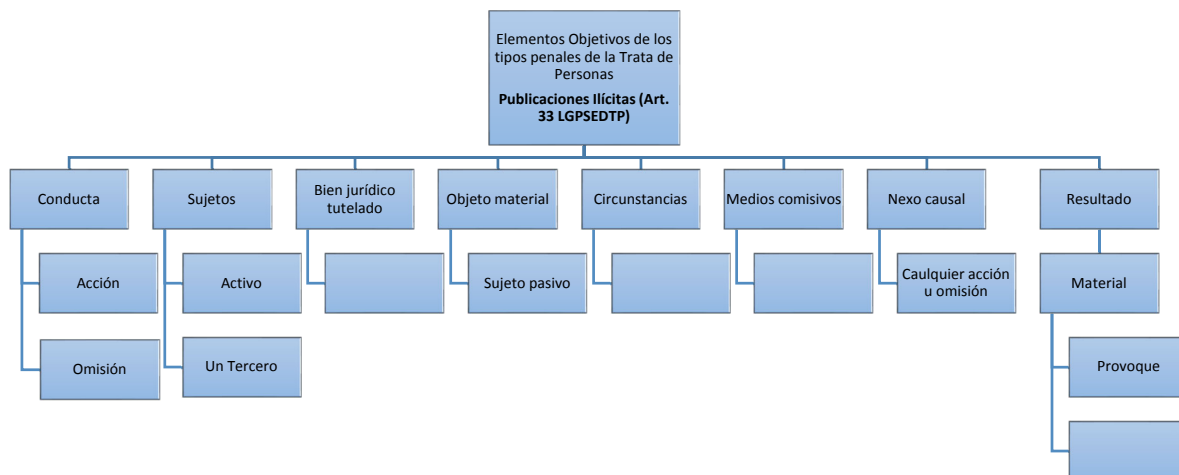 Elementos Objetivos de los
tipos penales de la Trata de
Personas
Publicaciones Ilícitas (Art.
33 LGPSEDTP)
Conducta
Sujetos
Bien jurídico
tutelado
Objeto material
Circunstancias
Medios comisivos
Nexo causal
Resultado
Acción
Activo
Sujeto pasivo
Caulquier acción
u omisión
Material
Omisión
Un Tercero
Provoque